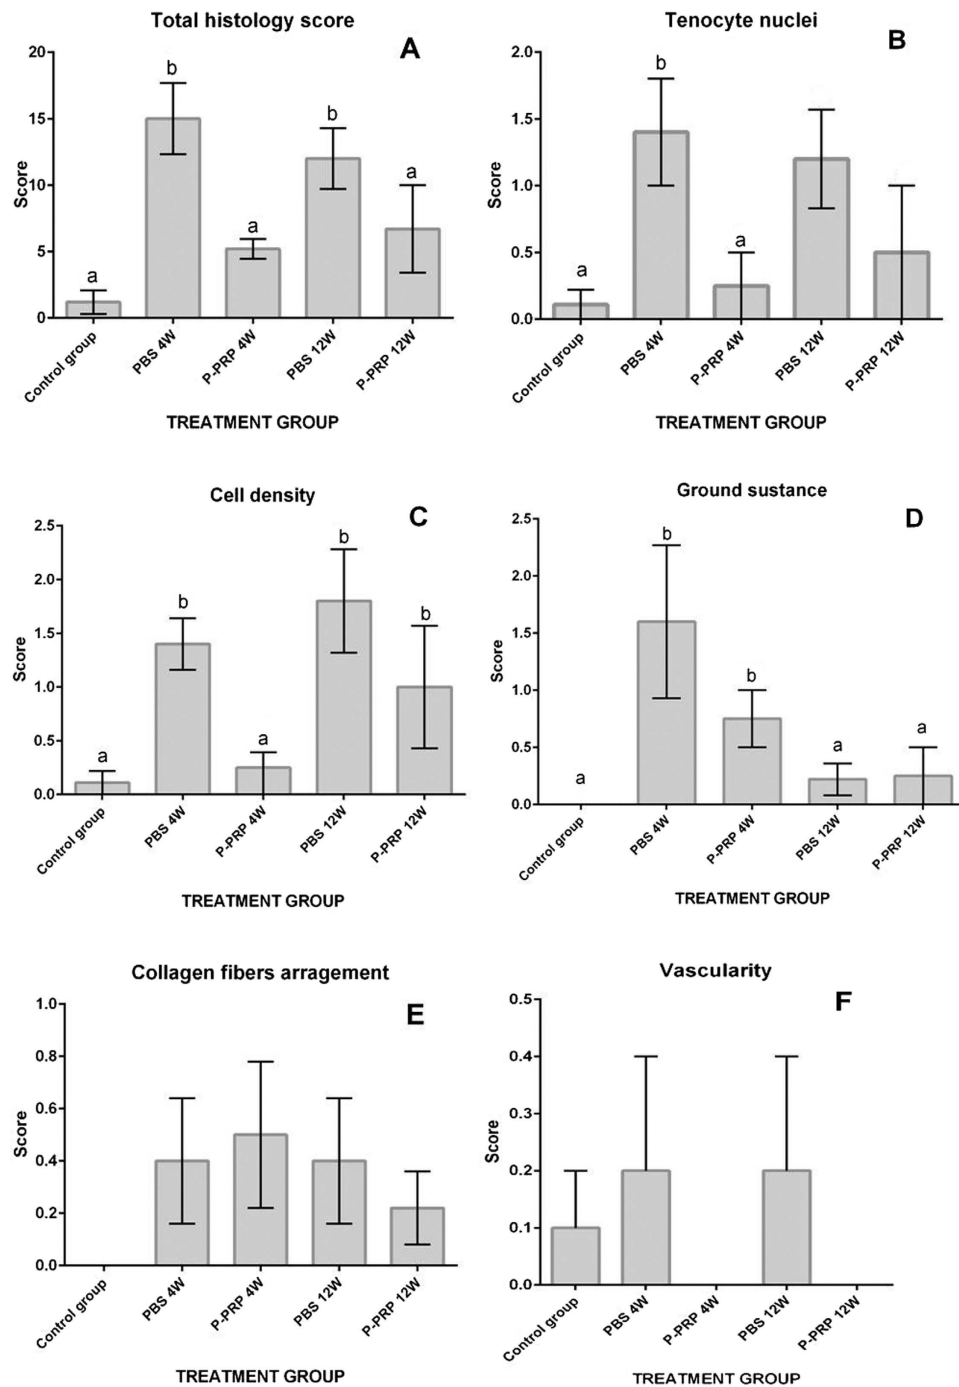 Total histology score
A
20
15
10
5
0
Score
a
b
a
b
a
Control group
PBS 4W
P-PRP 4W
PBS 12W
P-PRP 12W
TREATMENT GROUP
Tenocyte nuclei
B
2.0
1.5
1.0
0.5
0.0
Score
a
b
a
Control group
PBS 4W
P-PRP 4W
PBS 12W
P-PRP 12W
TREATMENT GROUP
Cell density
C
2.5
2.0
1.5
1.0
0.5
0.0
Score
a
b
a
b
b
Control group
PBS 4W
P-PRP 4W
PBS 12W
P-PRP 12W
TREATMENT GROUP
Ground sustance
D
2.5
2.0
1.5
1.0
0.5
0.0
Score
a
b
b
a
a
Control group
PBS 4W
P-PRP 4W
PBS 12W
P-PRP 12W
TREATMENT GROUP
Collagen fibers arragement
E
1.0
0.8
0.6
0.4
0.2
0.0
Score
Control group
PBS 4W
P-PRP 4W
PBS 12W
P-PRP 12W
TREATMENT GROUP
Vascularity
F
0.5
0.4
0.3
0.2
0.1
0.0
Score
Control group
PBS 4W
P-PRP 4W
PBS 12W
P-PRP 12W
TREATMENT GROUP